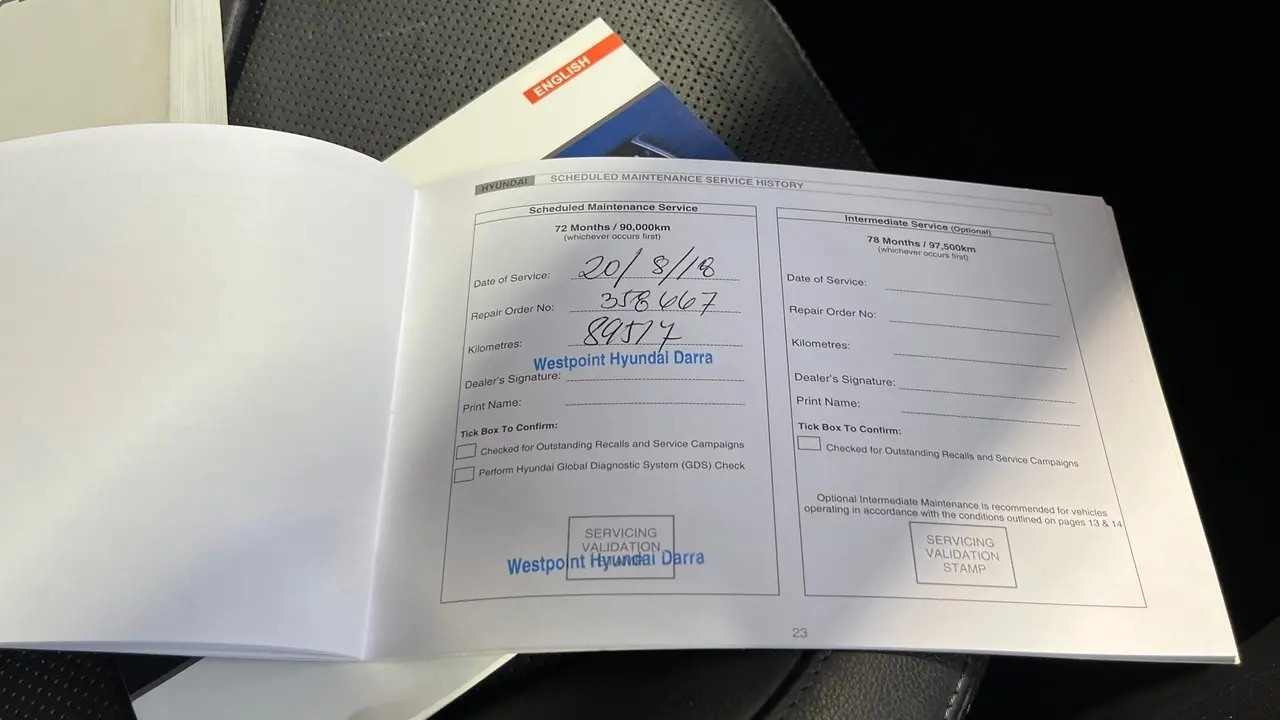 ENGLISH
HYUNDAI SCHEDULED MAINTENANCE SERVICE HISTORY
Scheduled Maintenance Service
72 Months / 90,000km
(whichever occurs first)
Date of Service: 20/8/18
Repair Order No: 358667
Kilometres: 89517
Westpoint Hyundai Darra
Dealer's Signature:
Print Name:
Tick Box To Confirm:
Checked for Outstanding Recalls and Service Campaigns
Perform Hyundai Global Diagnostic System (GDS) Check
SERVICING
VALIDATION
Westpoint Hyundai Darra
Intermediate Service (Optional)
78 Months / 97,500km
(whichever occurs first)
Date of Service:
Repair Order No:
Kilometres:
Dealer's Signature:
Print Name:
Tick Box To Confirm:
Checked for Outstanding Recalls and Service Campaigns
Optional Intermediate Maintenance is recommended for vehicles
operating in accordance with the conditions outlined on pages 13 & 14
SERVICING
VALIDATION
STAMP
23